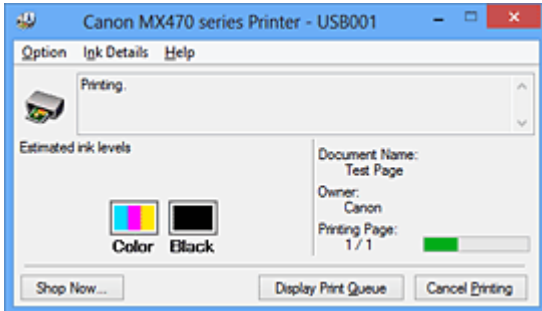 Canon MX470 series Printer - USB001
Option Ink Details Help
Printing.
Estimated ink levels
Color Black
Document Name:
Test Page
Owner:
Canon
Printing Page:
1 / 1
Shop Now... Display Print Queue Cancel Printing